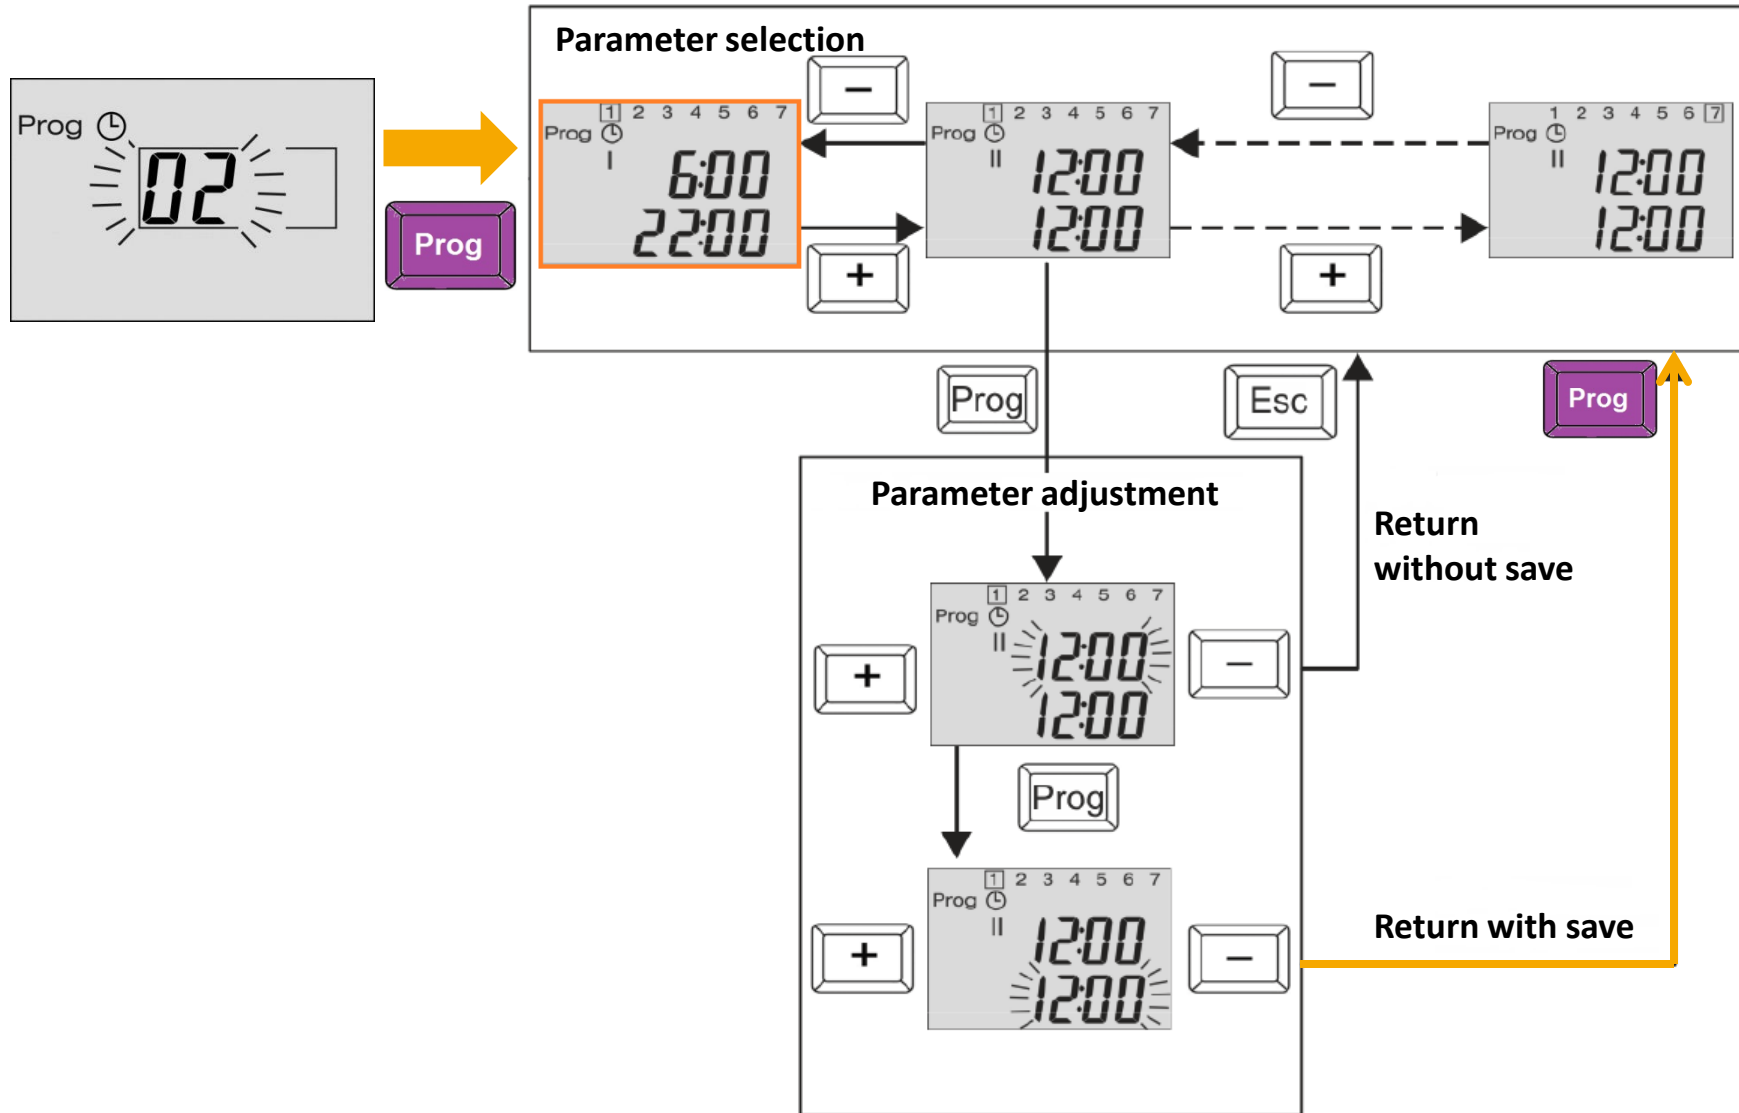 Parameter selection
Prog
02
Prog
−
−
1 2 3 4 5 6 7
Prog
I
6:00
22:00
1 2 3 4 5 6 7
Prog
II
12:00
12:00
1 2 3 4 5 6 7
Prog
II
12:00
12:00
+
+
Prog
Esc
Prog
Parameter adjustment
Return
without save
1 2 3 4 5 6 7
Prog
II
12:00
12:00
+
−
Prog
1 2 3 4 5 6 7
Prog
II
12:00
12:00
+
−
Return with save